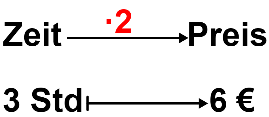 ·2
Zeit Preis
3 Std 6 €